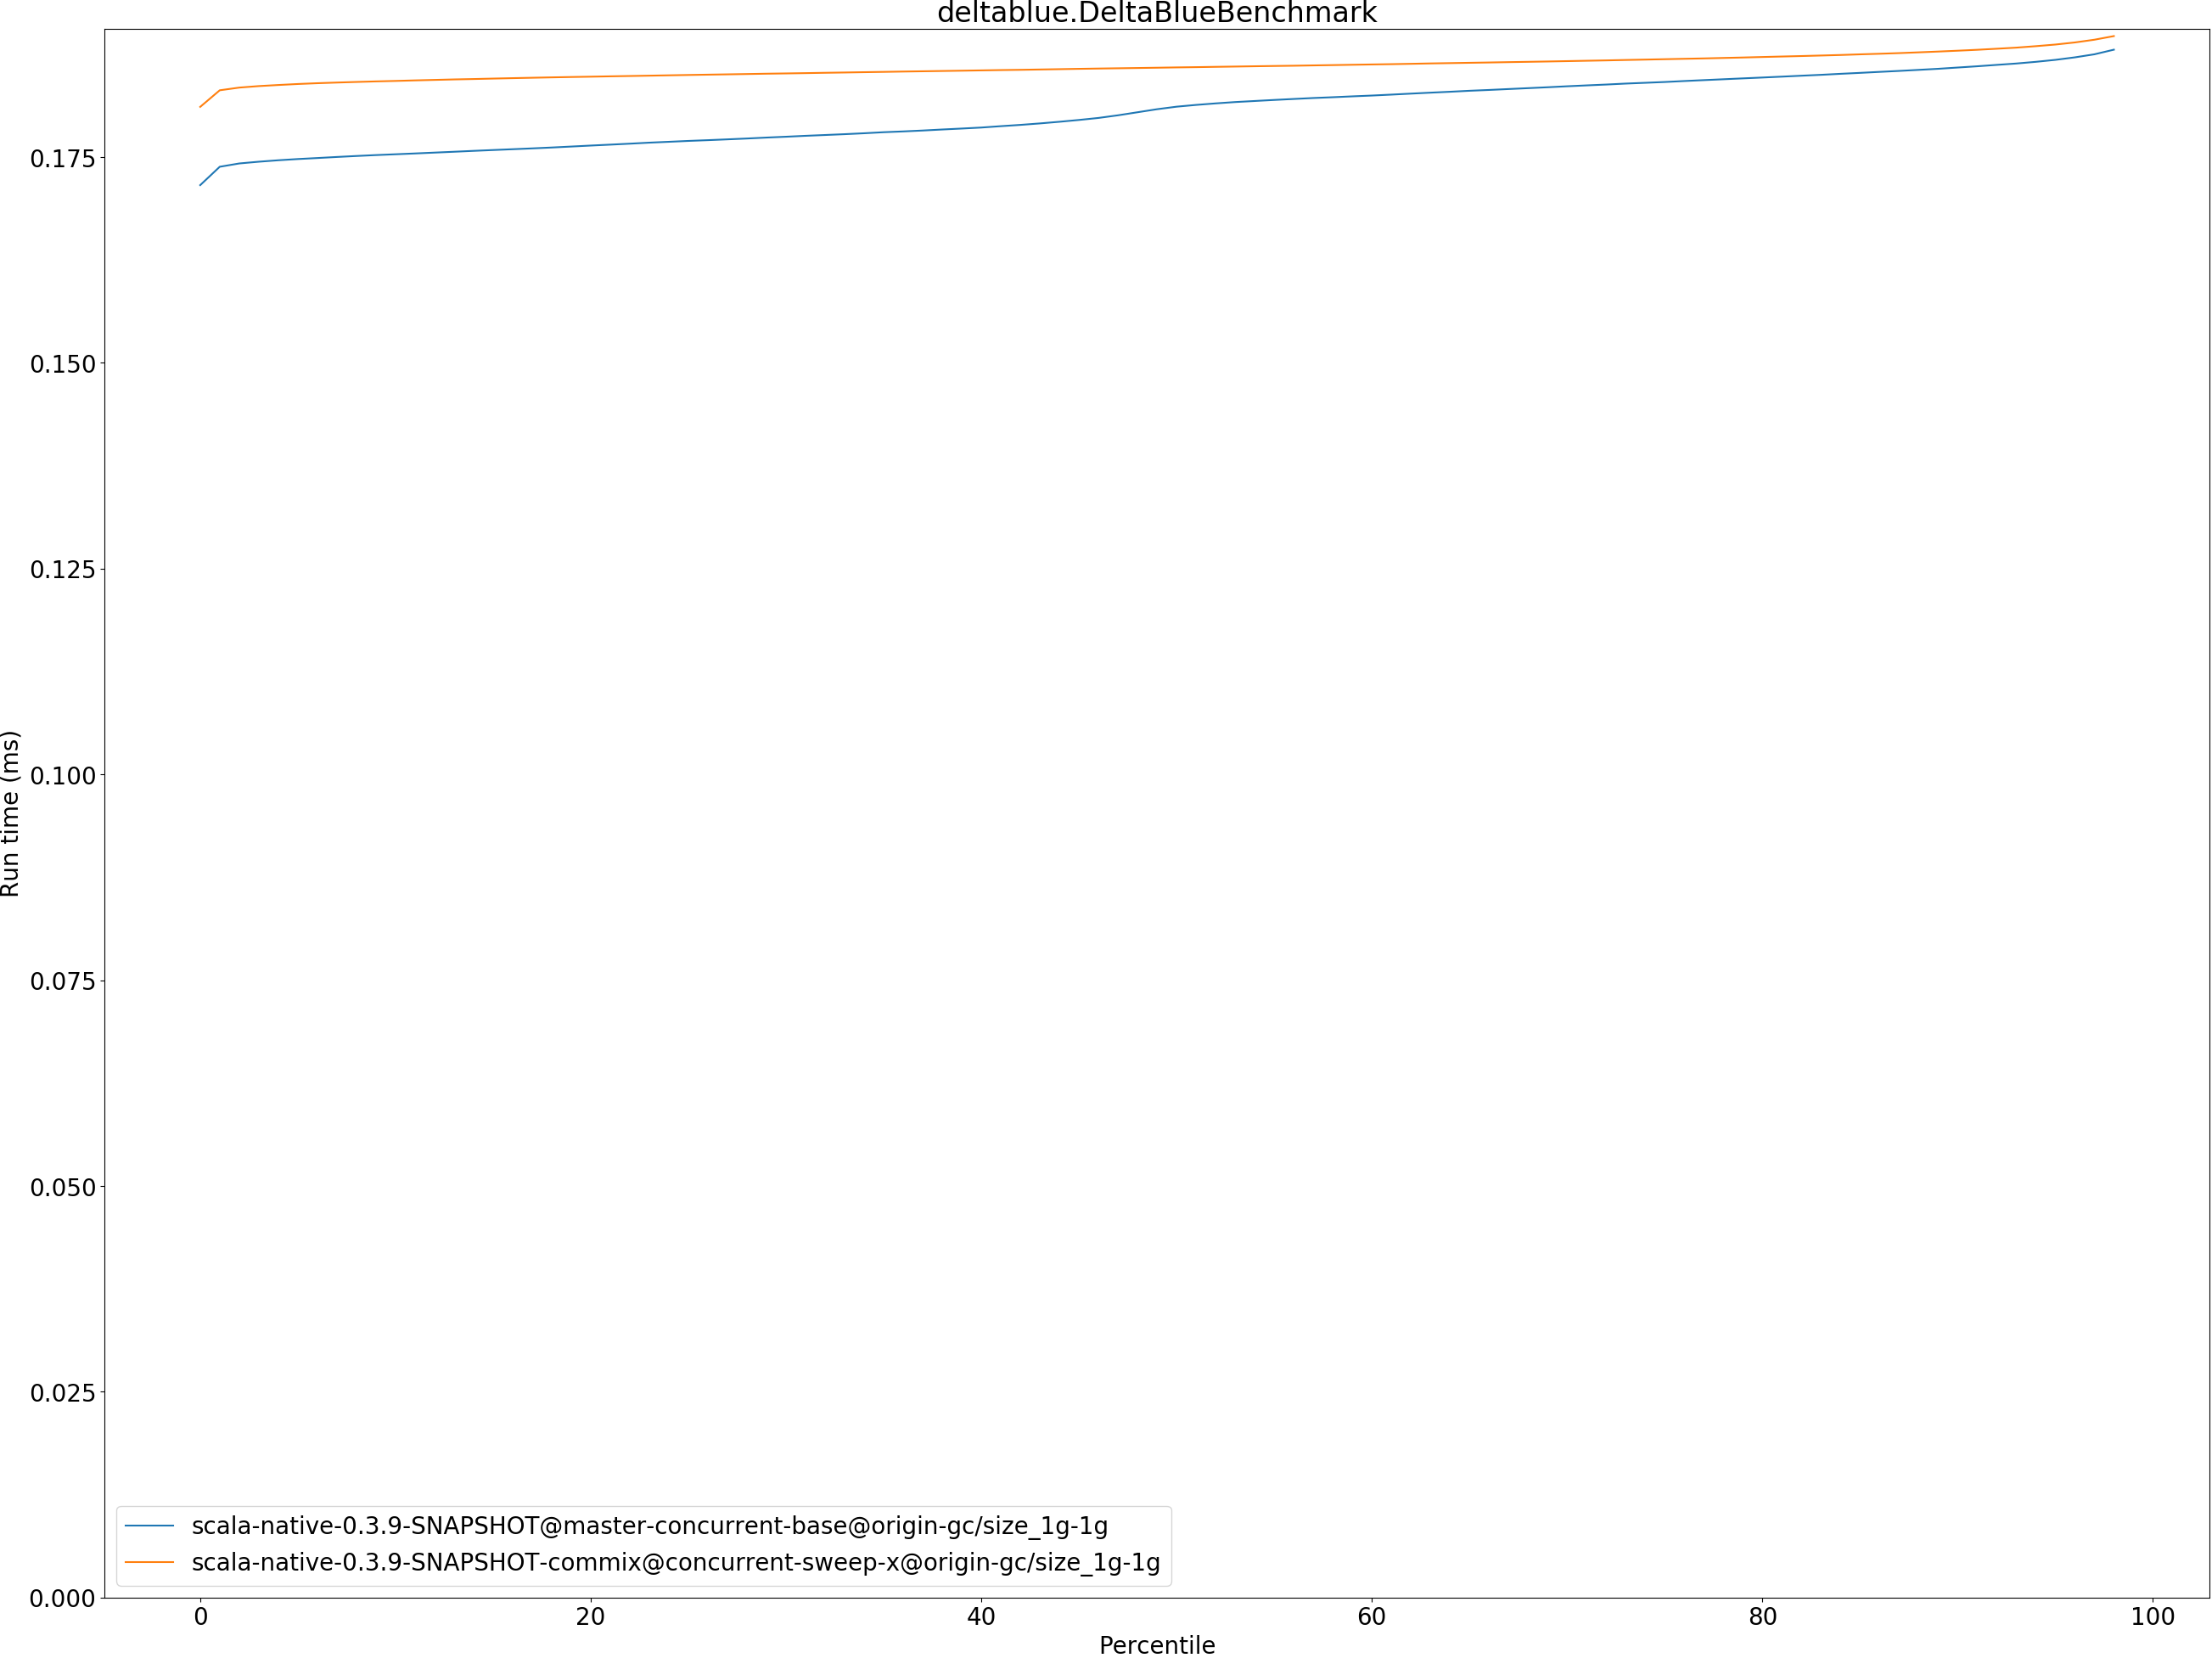 deltablue.DeltaBlueBenchmark
Run time (ms)
0.175
0.150
0.125
0.100
0.075
0.050
0.025
0.000
scala-native-0.3.9-SNAPSHOT@master-concurrent-base@origin-gc/size_1g-1g
scala-native-0.3.9-SNAPSHOT-commix@concurrent-sweep-x@origin-gc/size_1g-1g
0 20 40 60 80 100
Percentile